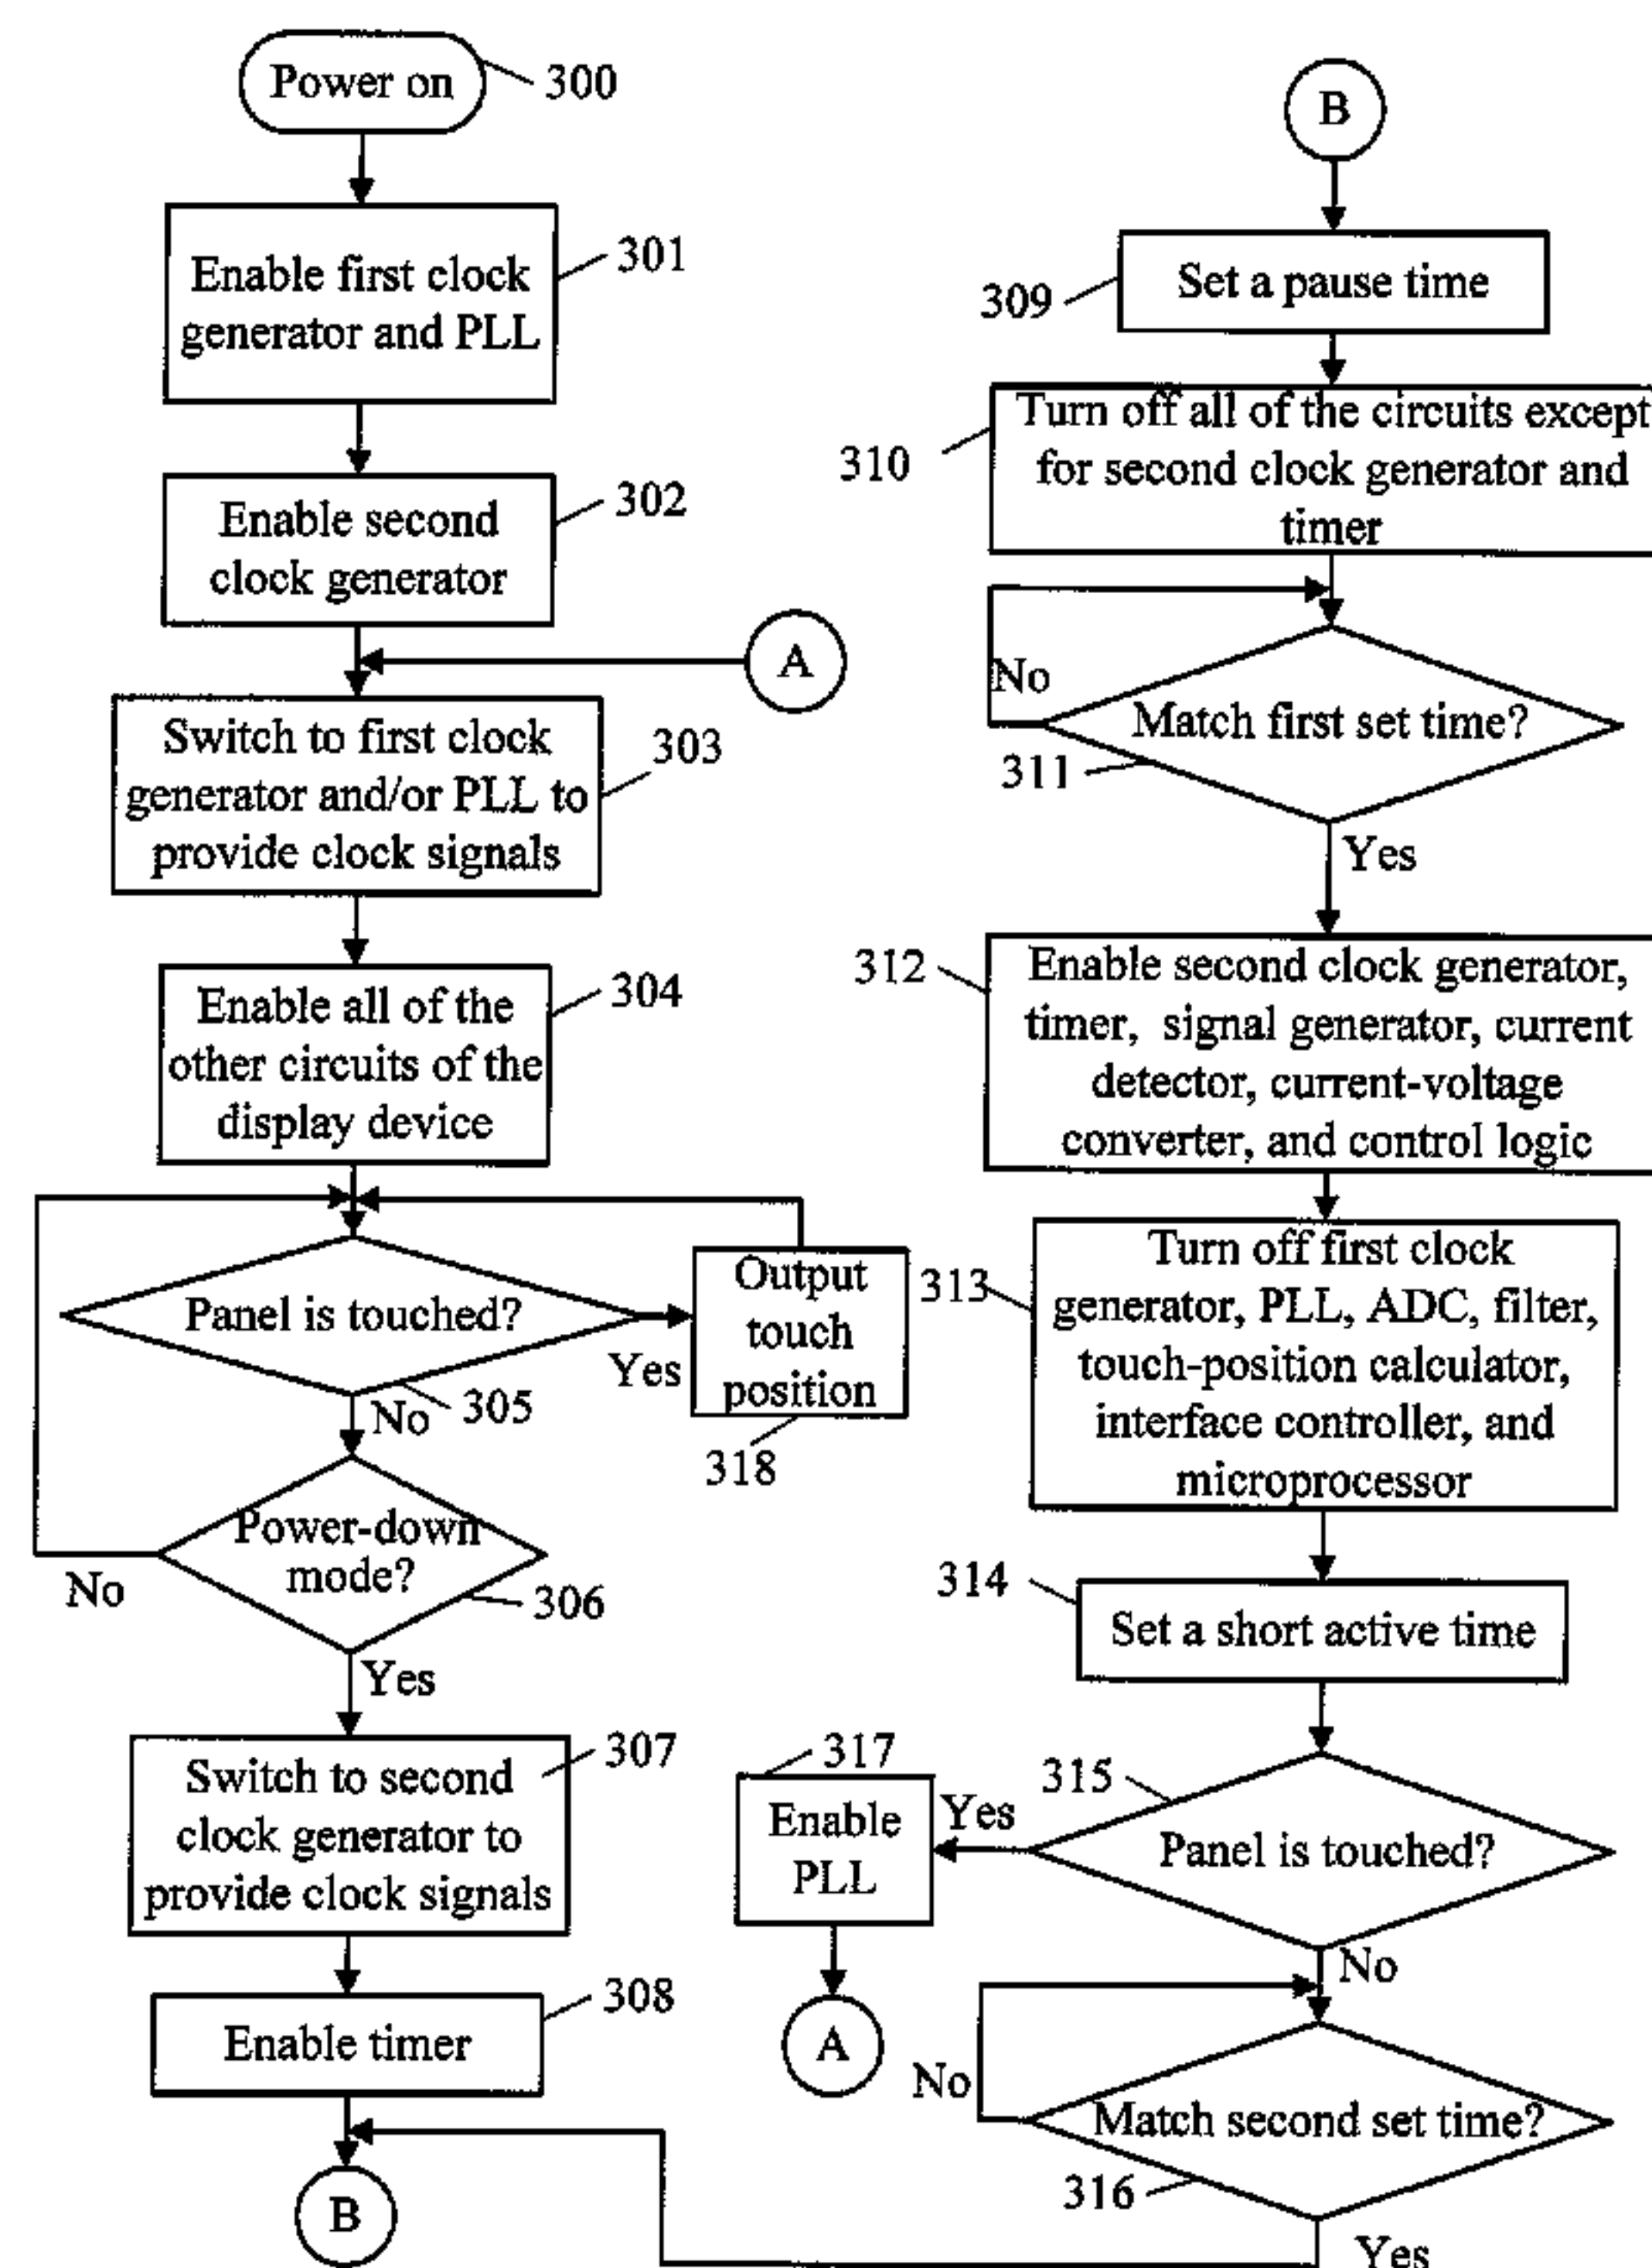 Power on
300
Enable first clock
generator and PLL
301
Enable second
clock generator
302
A
Switch to first clock
generator and/or PLL to
provide clock signals
303
Enable all of the
other circuits of the
display device
304
Panel is touched?
Yes
No
305
Output
touch
position
318
Power-down
mode?
No
306
Yes
Switch to second
clock generator to
provide clock signals
307
Enable timer
308
B
B
Set a pause time
309
Turn off all of the circuits except
for second clock generator and
timer
310
No
Match first set time?
311
Yes
Enable second clock generator,
timer, signal generator, current
detector, current-voltage
converter, and control logic
312
Turn off first clock
generator, PLL, ADC, filter,
touch-position calculator,
interface controller, and
microprocessor
313
Set a short active time
314
Panel is touched?
315
Yes
317
Enable
PLL
A
No
No
Match second set time?
316
Yes